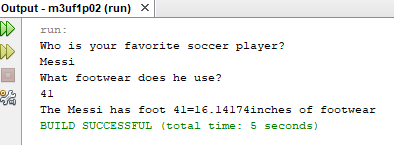 Output - m3uf1p02 (run) ×
run:
Who is your favorite soccer player?
Messi
What footwear does he use?
41
The Messi has foot 41=16.14174inches of footwear
BUILD SUCCESSFUL (total time: 5 seconds)